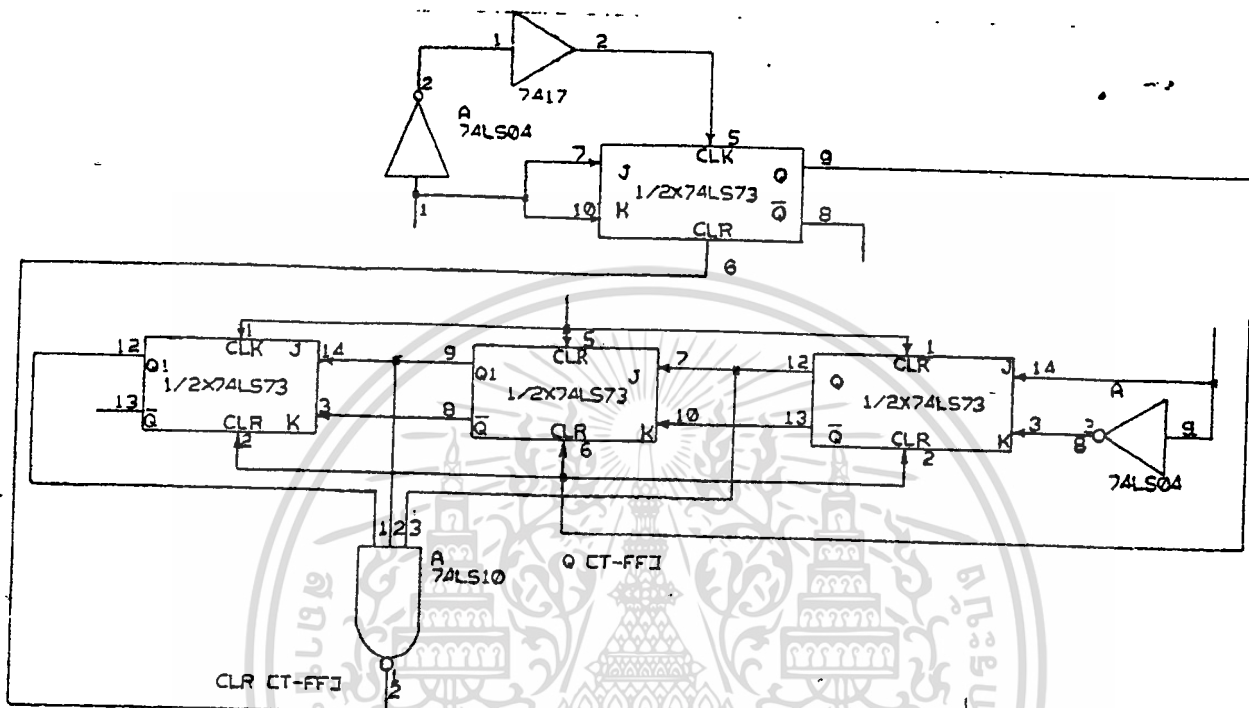 1
2
7417
2
A
74LS04
1
7
10
5
CLK
J
K
1/2X74LS73
Q
Q̅
CLR
9
8
6
12
13
1
CLK
J
Q1
1/2X74LS73
Q̅
CLR
K
2
14
3
9
8
5
CLR
Q1
J
1/2X74LS73
Q̅
CLR
K
6
7
10
12
13
1
CLR
Q
J
1/2X74LS73
Q̅
CLR
K
2
14
3
A
8
9
74LS04
1 2 3
A
74LS10
Q [T-FF]
CLR [T-FF]
12